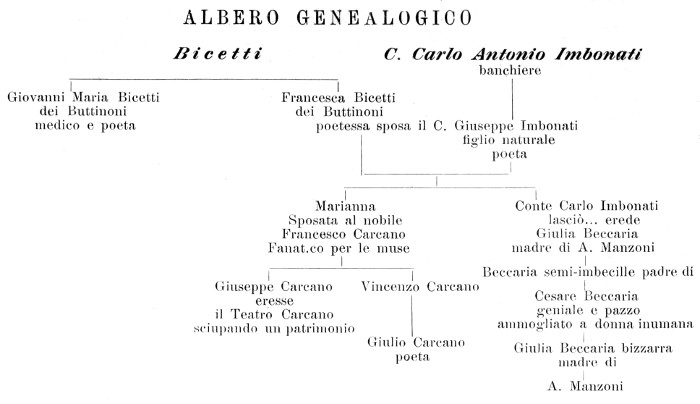 ALBERO GENEALOGICO
Bicetti
C. Carlo Antonio Imbonati
banchiere
Giovanni Maria Bicetti
dei Buttinoni
medico e poeta
Francesca Bicetti
dei Buttinoni
poetessa sposa il C. Giuseppe Imbonati
figlio naturale
poeta
Marianna
Sposata al nobile
Francesco Carcano
Fanat.co per le muse
Conte Carlo Imbonati
lasciò... erede
Giulia Beccaria
madre di A. Manzoni
Giuseppe Carcano
eresse
il Teatro Carcano
sciupando un patrimonio
Vincenzo Carcano
Giulio Carcano
poeta
Beccaria semi-imbecille padre di
Cesare Beccaria
geniale e pazzo
ammogliato a donna inumana
Giulia Beccaria bizzarra
madre di
A. Manzoni